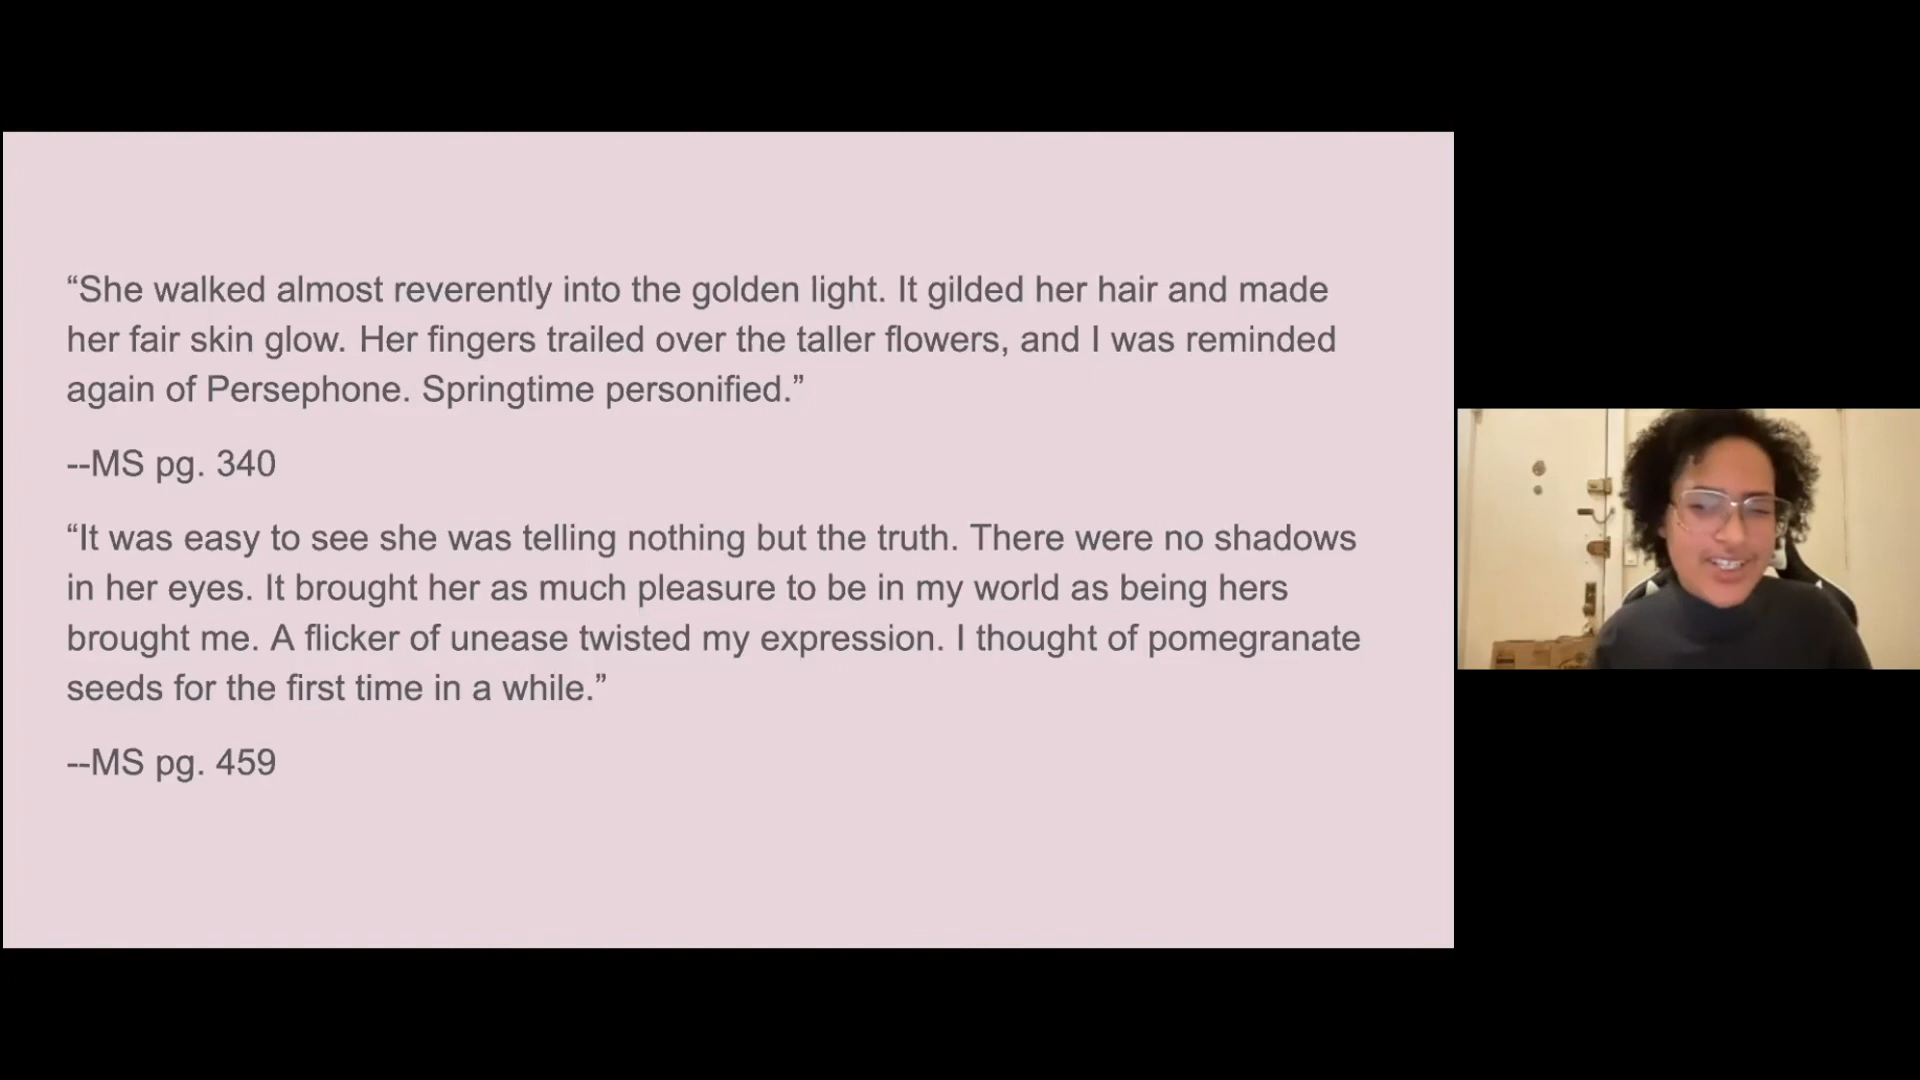 “She walked almost reverently into the golden light. It gilded her hair and made
her fair skin glow. Her fingers trailed over the taller flowers, and I was reminded
again of Persephone. Springtime personified.”
--MS pg. 340
“It was easy to see she was telling nothing but the truth. There were no shadows
in her eyes. It brought her as much pleasure to be in my world as being hers
brought me. A flicker of unease twisted my expression. I thought of pomegranate
seeds for the first time in a while.”
--MS pg. 459